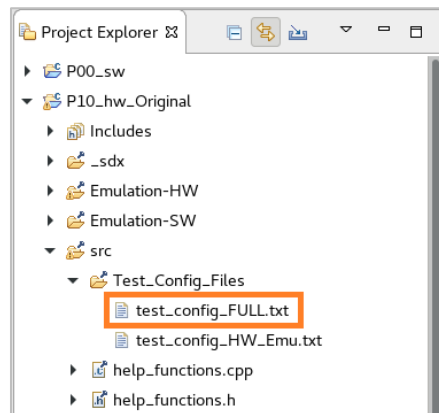 Project Explorer
P00_sw
P10_hw_Original
Includes
_sdx
Emulation-HW
Emulation-SW
src
Test_Config_Files
test_config_FULL.txt
test_config_HW_Emu.txt
help_functions.cpp
help_functions.h